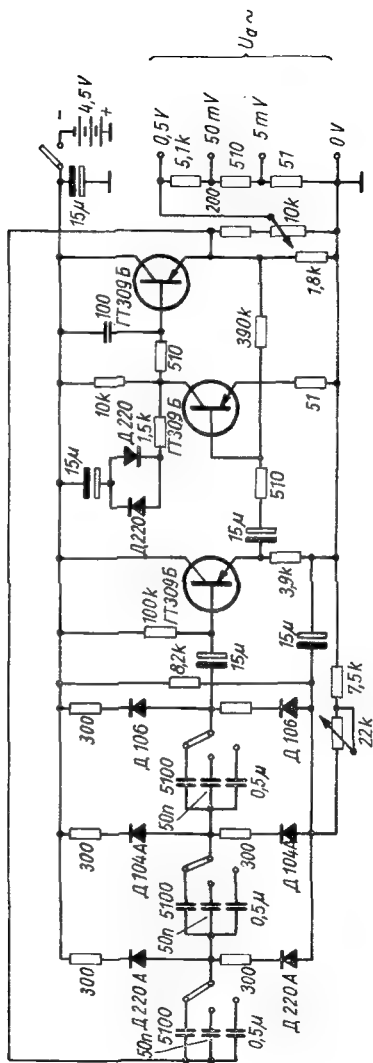 300
300
300
Д220А
Д104А
Д106
50n
5100
0,5µ
50n
5100
0,5µ
50n
5100
0,5µ
300
300
Д220А
Д104А
Д106
22k
7,5k
8,2k
15µ
100k
ГТ309Б
3,9k
15µ
15µ
510
15µ
Д220
Д220
1,5k
10k
ГТ309Б
51
510
390k
100
ГТ309Б
1,8k
15µ
4,5V
−
+
200
10k
0,5V
5,1k
50mV
510
5mV
51
0V
Ua~